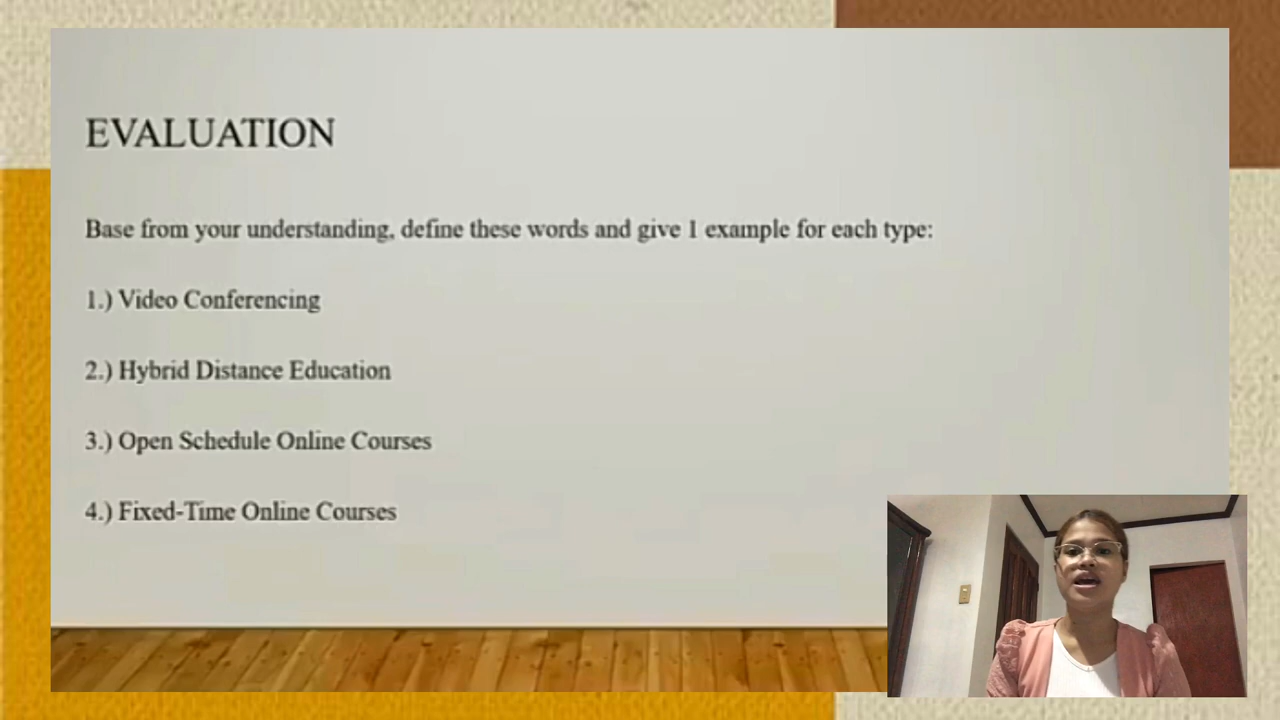 EVALUATION
Base from your understanding, define these words and give 1 example for each type:
1.) Video Conferencing
2.) Hybrid Distance Education
3.) Open Schedule Online Courses
4.) Fixed-Time Online Courses